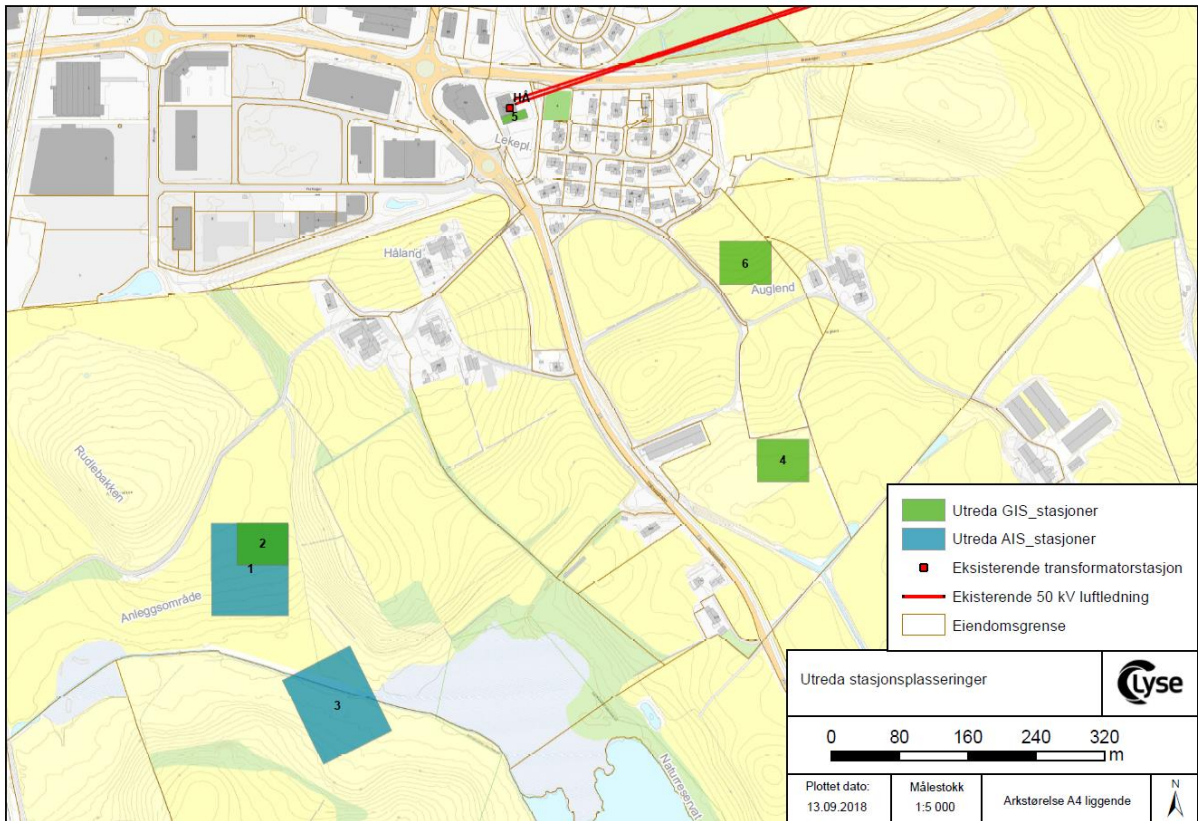 HÅ
5
Lekepl.
Håland
6
Auglend
4
Rudlebakken
2
1
Anleggsområde
3
Naturreservat
Utreda GIS_stasjoner
Utreda AIS_stasjoner
Eksisterende transformatorstasjon
Ekisterende 50 kV luftledning
Eiendomsgrense
Utreda stasjonsplasseringer
Lyse
0 80 160 240 320
m
Plottet dato:
13.09.2018
Målestokk
1:5 000
Arkstørelse A4 liggende
N